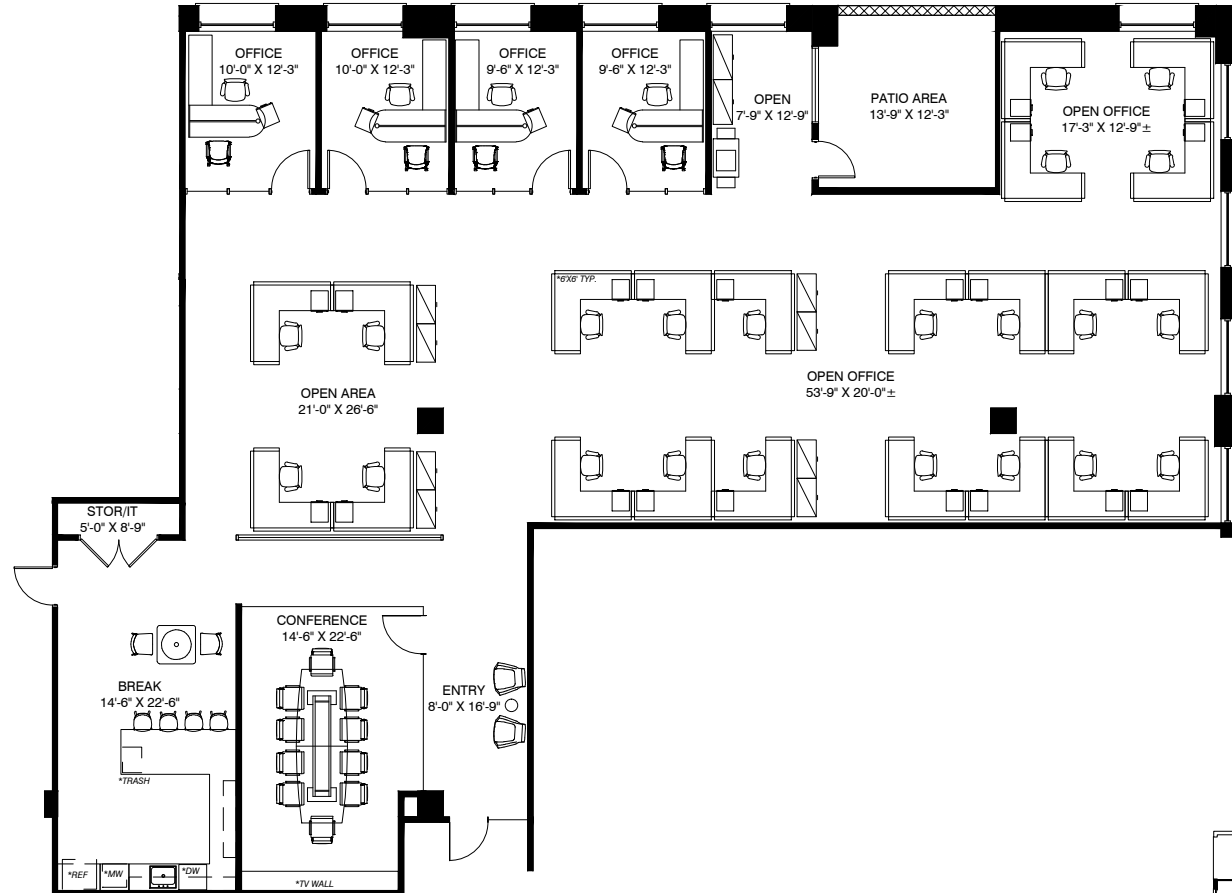 OFFICE
10'-0" X 12'-3"
OFFICE
10'-0" X 12'-3"
OFFICE
9'-6" X 12'-3"
OFFICE
9'-6" X 12'-3"
OPEN
7'-9" X 12'-9"
PATIO AREA
13'-9" X 12'-3"
OPEN OFFICE
17'-3" X 12'-9"±
*6'X6' TYP.
OPEN AREA
21'-0" X 26'-6"
OPEN OFFICE
53'-9" X 20'-0"±
STOR/IT
5'-0" X 8'-9"
CONFERENCE
14'-6" X 22'-6"
BREAK
14'-6" X 22'-6"
ENTRY
8'-0" X 16'-9"
*TRASH
*REF
*MW
*DW
*TV WALL